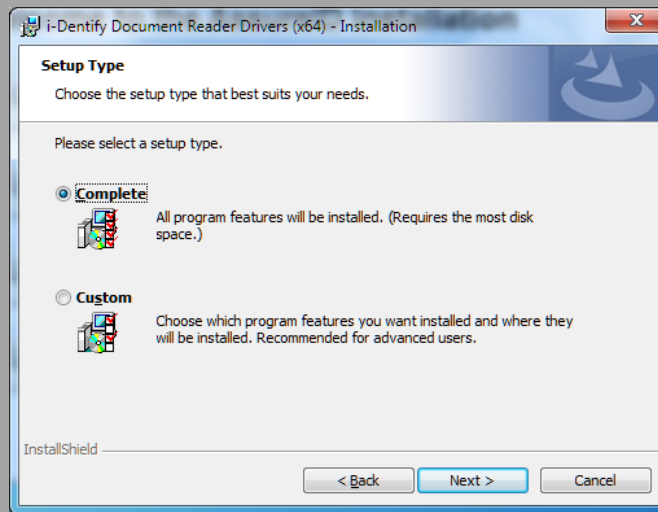 i-Dentify Document Reader Drivers (x64) - Installation
Setup Type
Choose the setup type that best suits your needs.
Please select a setup type.
Complete
All program features will be installed. (Requires the most disk
space.)
Custom
Choose which program features you want installed and where they
will be installed. Recommended for advanced users.
InstallShield
< Back
Next >
Cancel